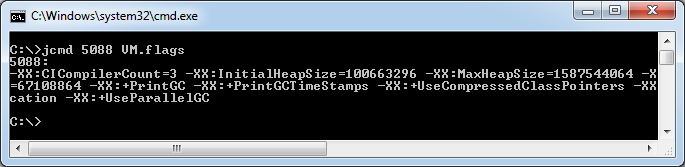 C:\Windows\system32\cmd.exe
C:\>jcmd 5088 VM.flags
5088:
-XX:CICompilerCount=3 -XX:InitialHeapSize=100663296 -XX:MaxHeapSize=1587544064 -X
=67108864 -XX:+PrintGC -XX:+PrintGCTimeStamps -XX:+UseCompressedClassPointers -XX
cation -XX:+UseParallelGC
C:\>